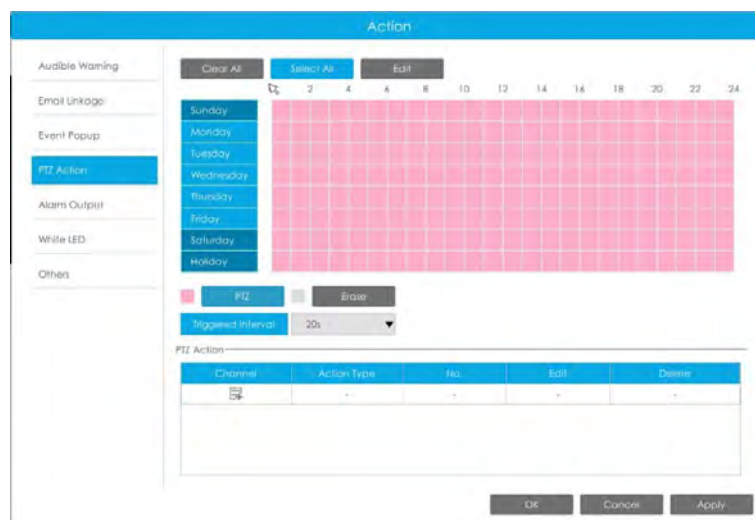 Action
Audible Warning
Email Linkage
Event Popup
PTZ Action
Alarm Output
White LED
Others
Clear All Select All Edit
2 4 6 8 10 12 14 16 18 20 22 24
Sunday
Monday
Tuesday
Wednesday
Thursday
Friday
Saturday
Holiday
PTZ Erase
Triggered Interval 20s
PTZ Action
Channel Action Type No. Edit Delete
- - - -
OK Cancel Apply